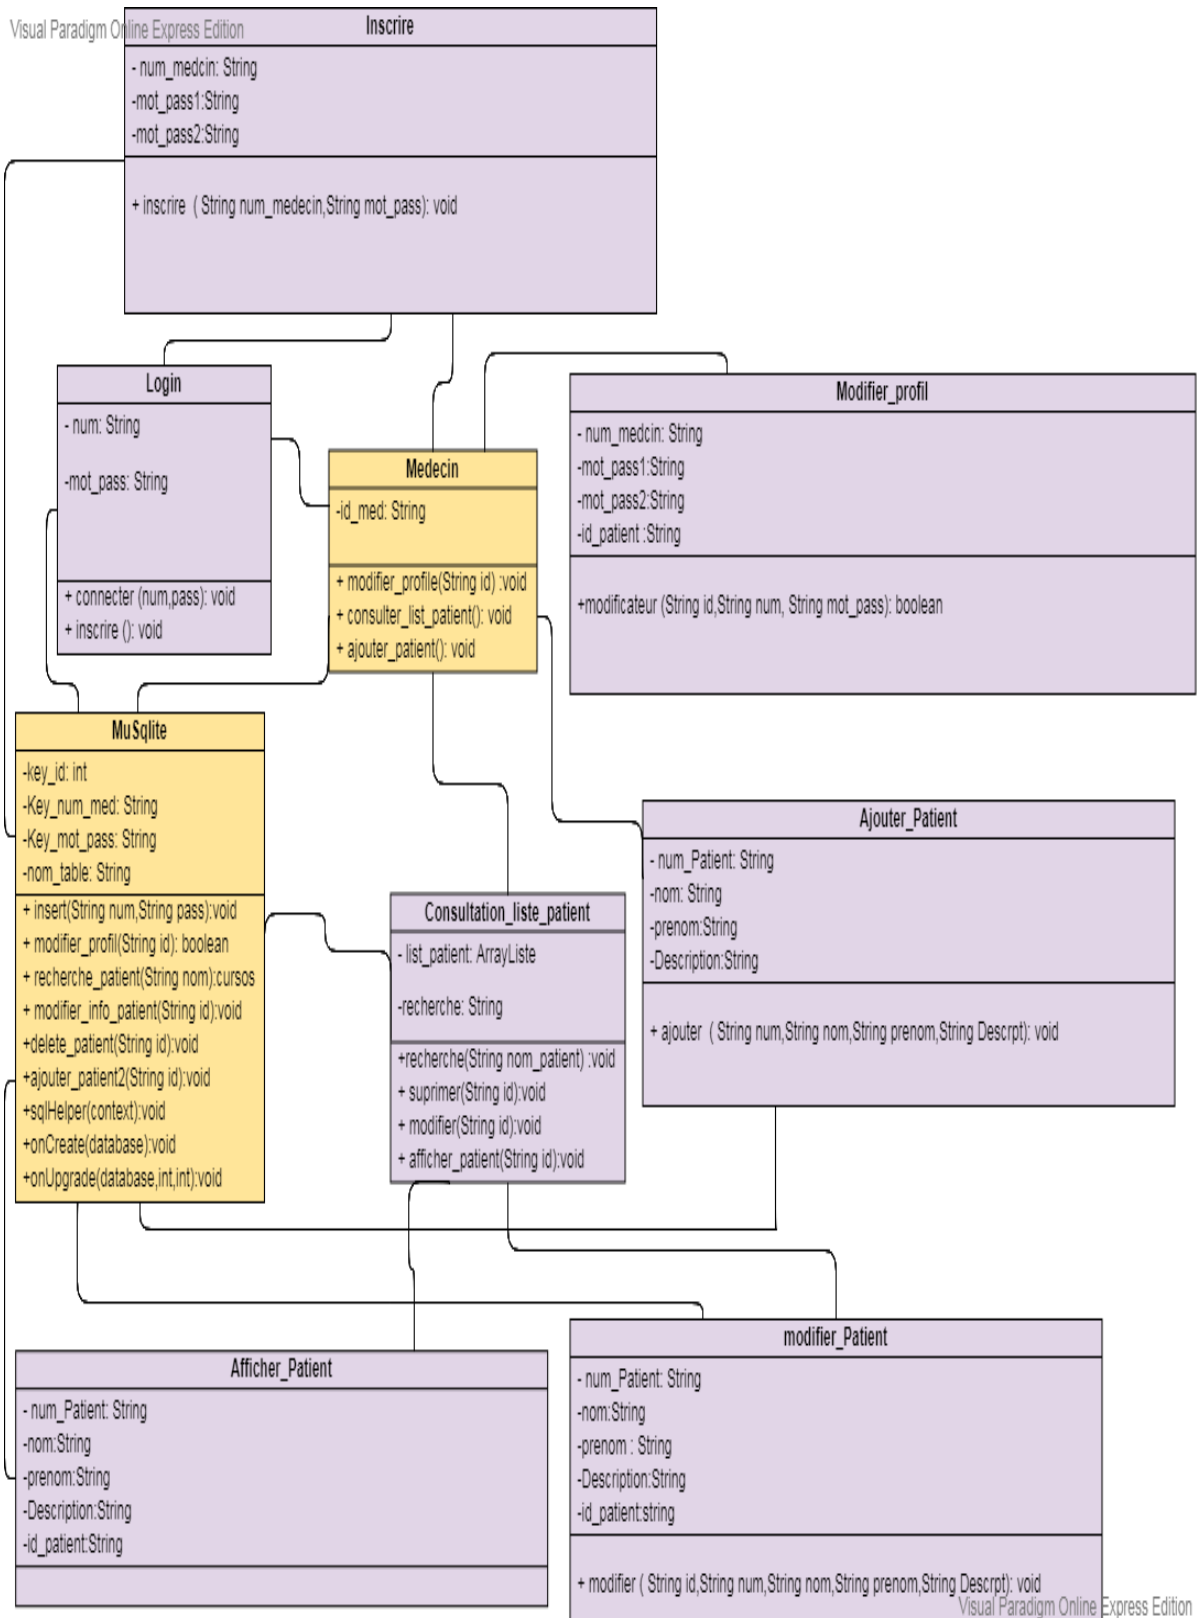 Visual Paradigm Online Express Edition
Inscrire
- num_medcin: String
-mot_pass1:String
-mot_pass2:String
+ inscrire ( String num_medecin,String mot_pass): void
Login
- num: String
-mot_pass: String
+ connecter (num,pass): void
+ inscrire (): void
Medecin
-id_med: String
+ modifier_profile(String id) :void
+ consulter_list_patient(): void
+ ajouter_patient(): void
Modifier_profil
- num_medcin: String
-mot_pass1:String
-mot_pass2:String
-id_patient :String
+modificateur (String id,String num, String mot_pass): boolean
MuSqlite
-key_id: int
-Key_num_med: String
-Key_mot_pass: String
-nom_table: String
+ insert(String num,String pass):void
+ modifier_profil(String id): boolean
+ recherche_patient(String nom):cursos
+ modifier_info_patient(String id):void
+delete_patient(String id):void
+ajouter_patient2(String id):void
+sqlHelper(context):void
+onCreate(database):void
+onUpgrade(database,int,int):void
Consultation_liste_patient
- list_patient: ArrayListe
-recherche: String
+recherche(String nom_patient) :void
+ suprimer(String id):void
+ modifier(String id):void
+ afficher_patient(String id):void
Ajouter_Patient
- num_Patient: String
-nom: String
-prenom:String
-Description:String
+ ajouter ( String num,String nom,String prenom,String Descrpt): void
Afficher_Patient
- num_Patient: String
-nom:String
-prenom:String
-Description:String
-id_patient:String
modifier_Patient
- num_Patient: String
-nom:String
-prenom : String
-Description:String
-id_patient:string
+ modifier ( String id,String num,String nom,String prenom,String Descrpt): void
Visual Paradigm Online Express Edition